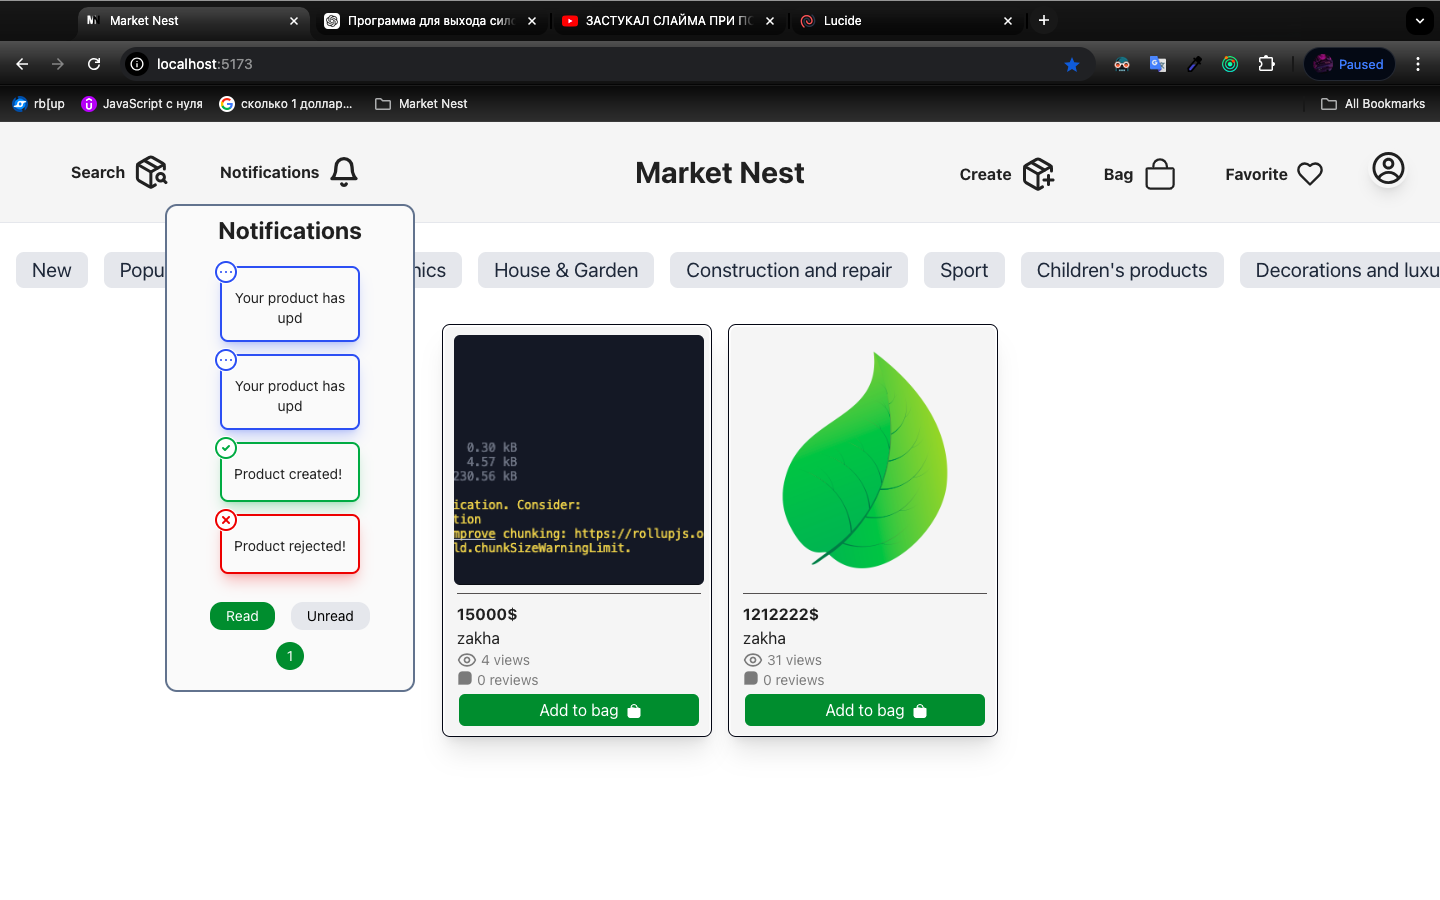 Market Nest
Программа для выхода сил
ЗАСТУКАЛ СЛАЙМА ПРИ ПО
Lucide
localhost:5173
Paused
rb[up
JavaScript с нуля
сколько 1 доллар...
Market Nest
All Bookmarks
Search
Notifications
Market Nest
Create
Bag
Favorite
Notifications
New
Popu
nics
House & Garden
Construction and repair
Sport
Children's products
Decorations and luxu
Your product has
upd
Your product has
upd
Product created!
Product rejected!
Read
Unread
1
0.30 kB
4.57 kB
230.56 kB
ication. Consider:
tion
mprove chunking: https://rollupjs.o
ld.chunkSizeWarningLimit.
15000$
zakha
4 views
0 reviews
Add to bag
1212222$
zakha
31 views
0 reviews
Add to bag